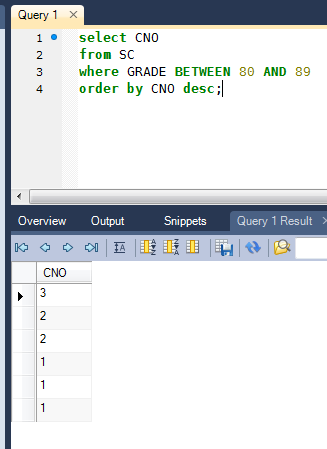 Query 1
1 select CNO
2 from SC
3 where GRADE BETWEEN 80 AND 89
4 order by CNO desc;
Overview Output Snippets Query 1 Result
CNO
3
2
2
1
1
1